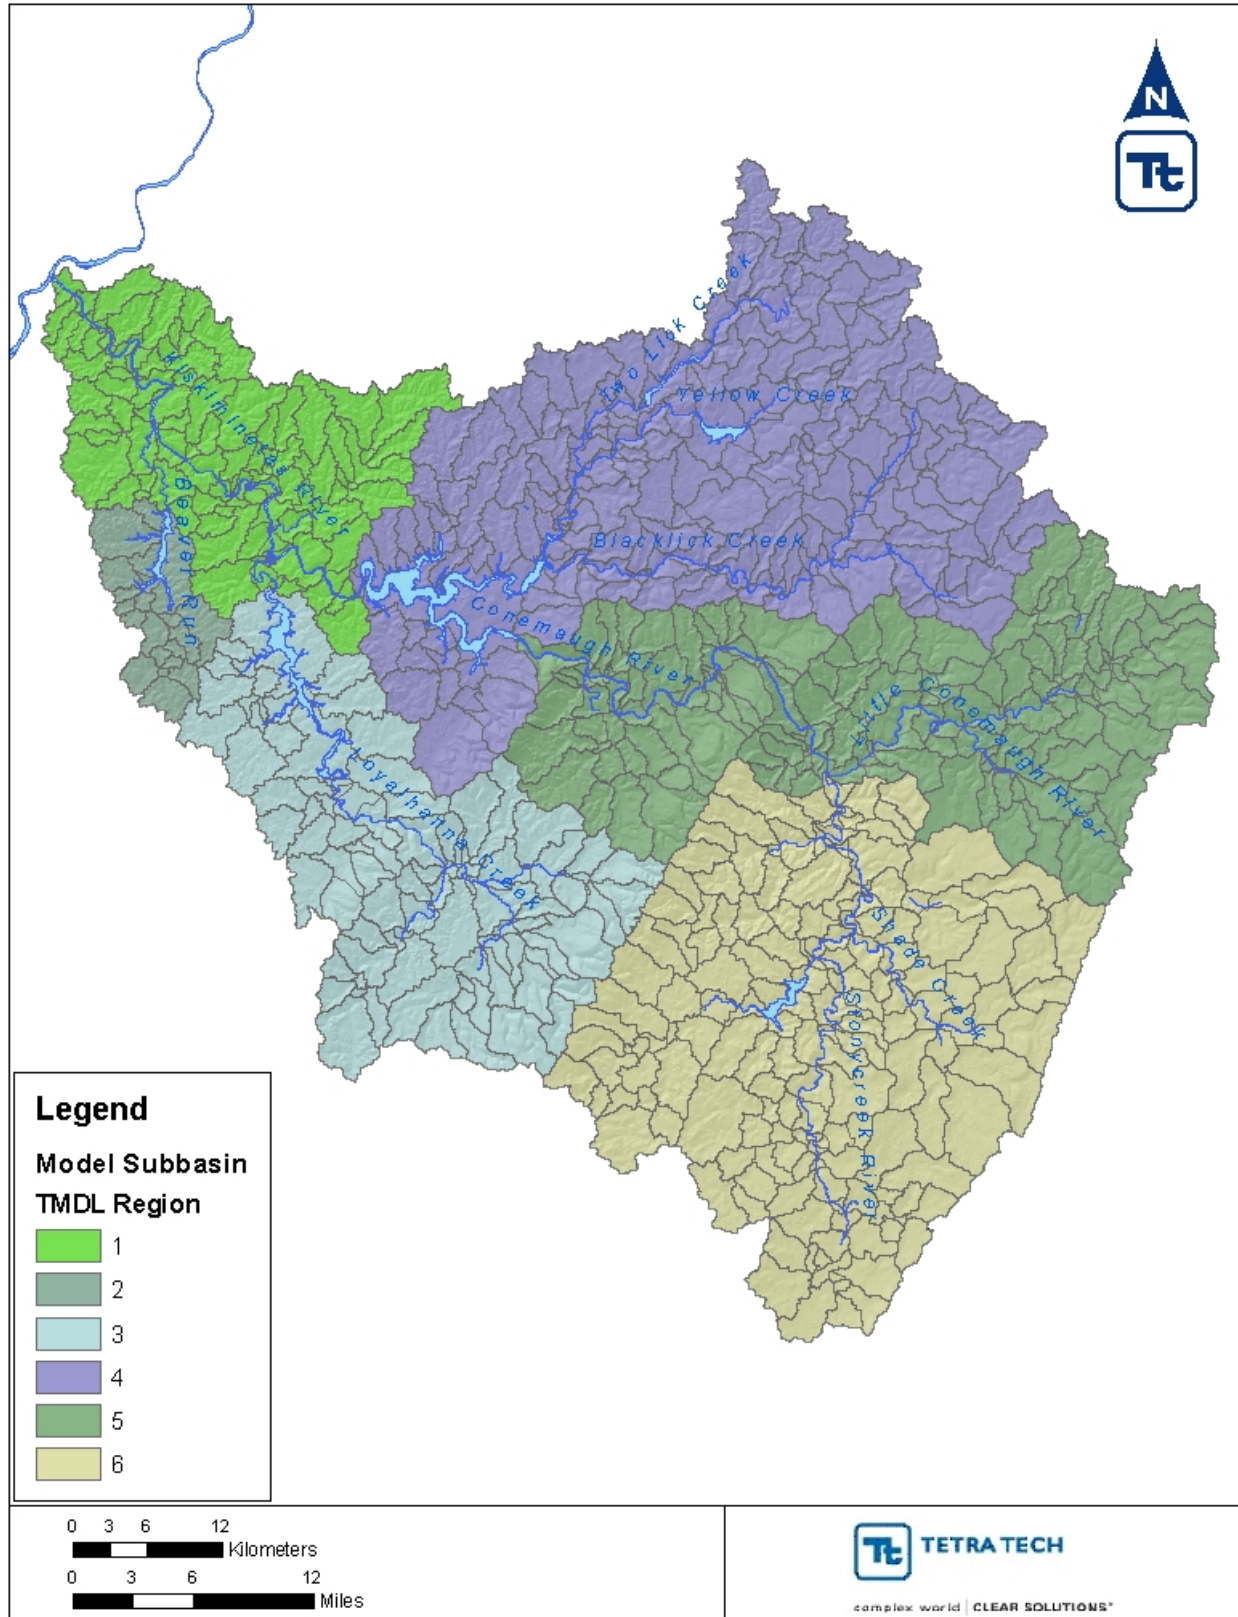 N
Tt
Two Lick Creek
Yellow Creek
Kiskiminetas River
Beaver Run
Blacklick Creek
Conemaugh River
Little Conemaugh River
Loyalhanna Creek
Shade Creek
Stonycreek River
Legend
Model Subbasin
TMDL Region
1
2
3
4
5
6
0 3 6 12
Kilometers
0 3 6 12
Miles
Tt TETRA TECH
complex world | CLEAR SOLUTIONS™